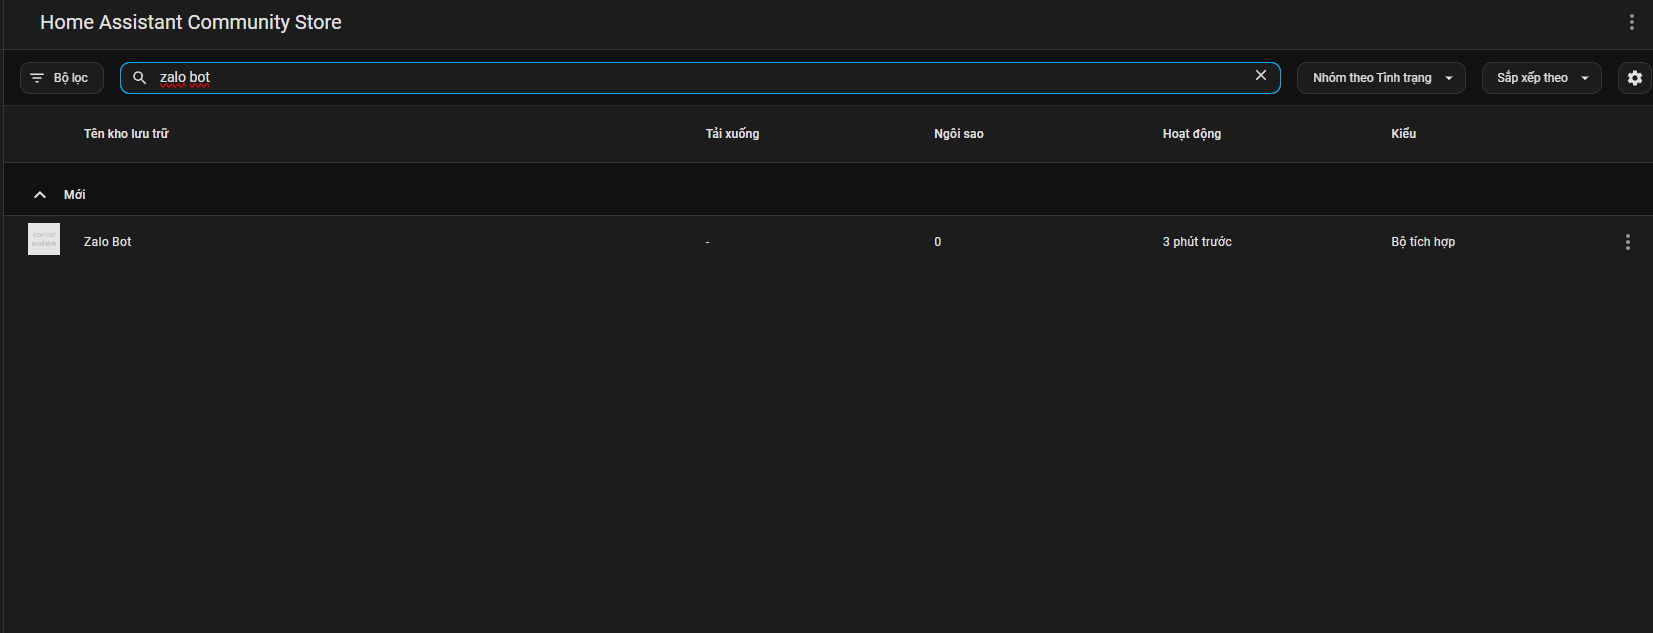 Home Assistant Community Store
Bộ lọc
zalo bot
Nhóm theo Tình trạng
Sắp xếp theo
Tên kho lưu trữ Tải xuống Ngôi sao Hoạt động Kiểu
Mới
icon not
available
Zalo Bot - 0 3 phút trước Bộ tích hợp